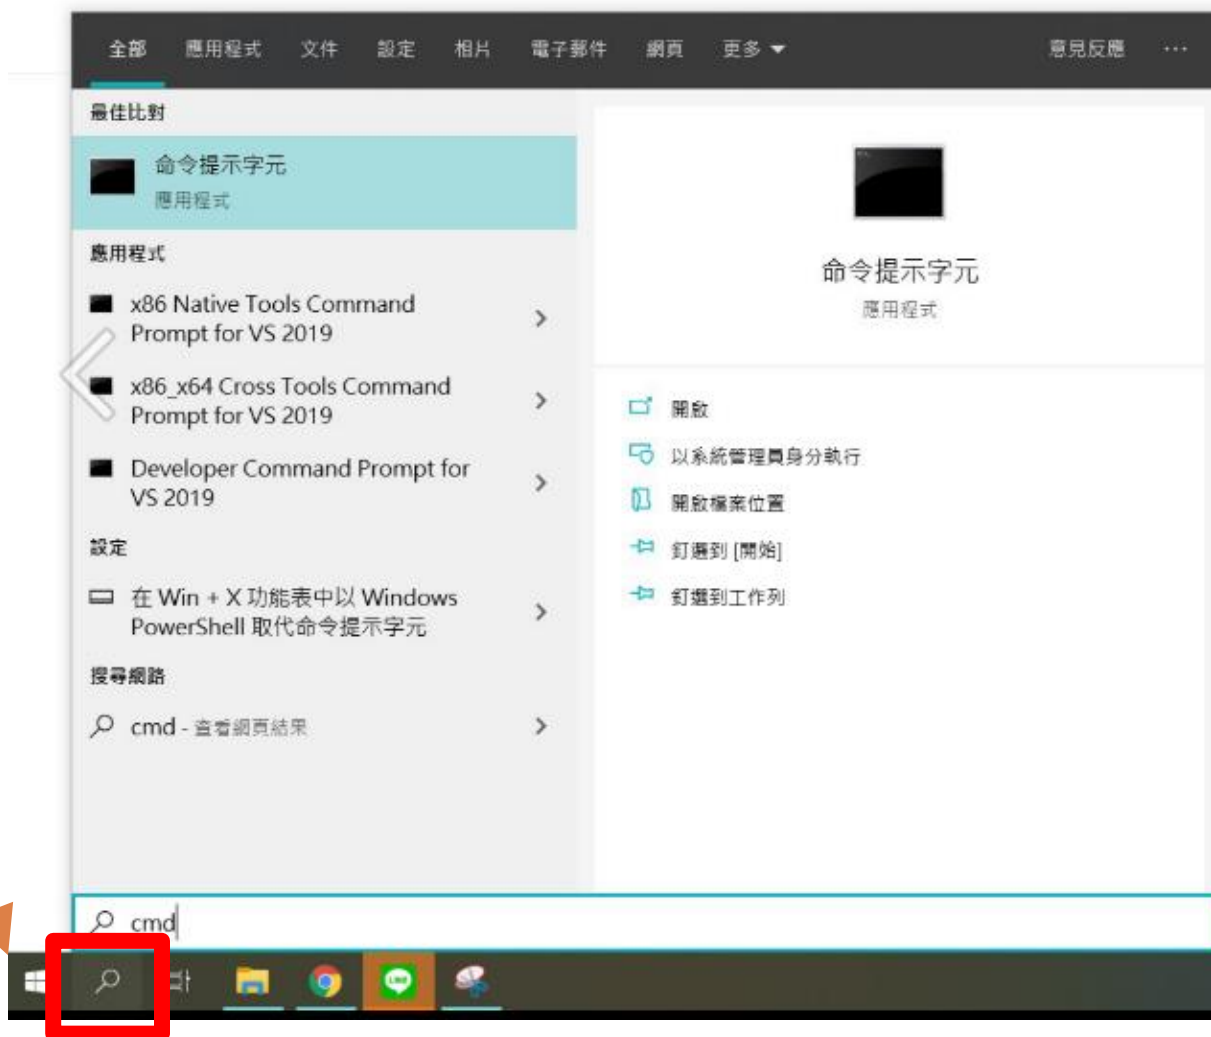 全部 應用程式 文件 設定 相片 電子郵件 網頁 更多 意見反應 ...
最佳比對
命令提示字元
應用程式
應用程式
x86 Native Tools Command
Prompt for VS 2019
x86_x64 Cross Tools Command
Prompt for VS 2019
Developer Command Prompt for
VS 2019
設定
在 Win + X 功能表中以 Windows
PowerShell 取代命令提示字元
搜尋網路
cmd - 查看網頁結果
命令提示字元
應用程式
開啟
以系統管理員身分執行
開啟檔案位置
釘選到 [開始]
釘選到工作列
cmd
LINE